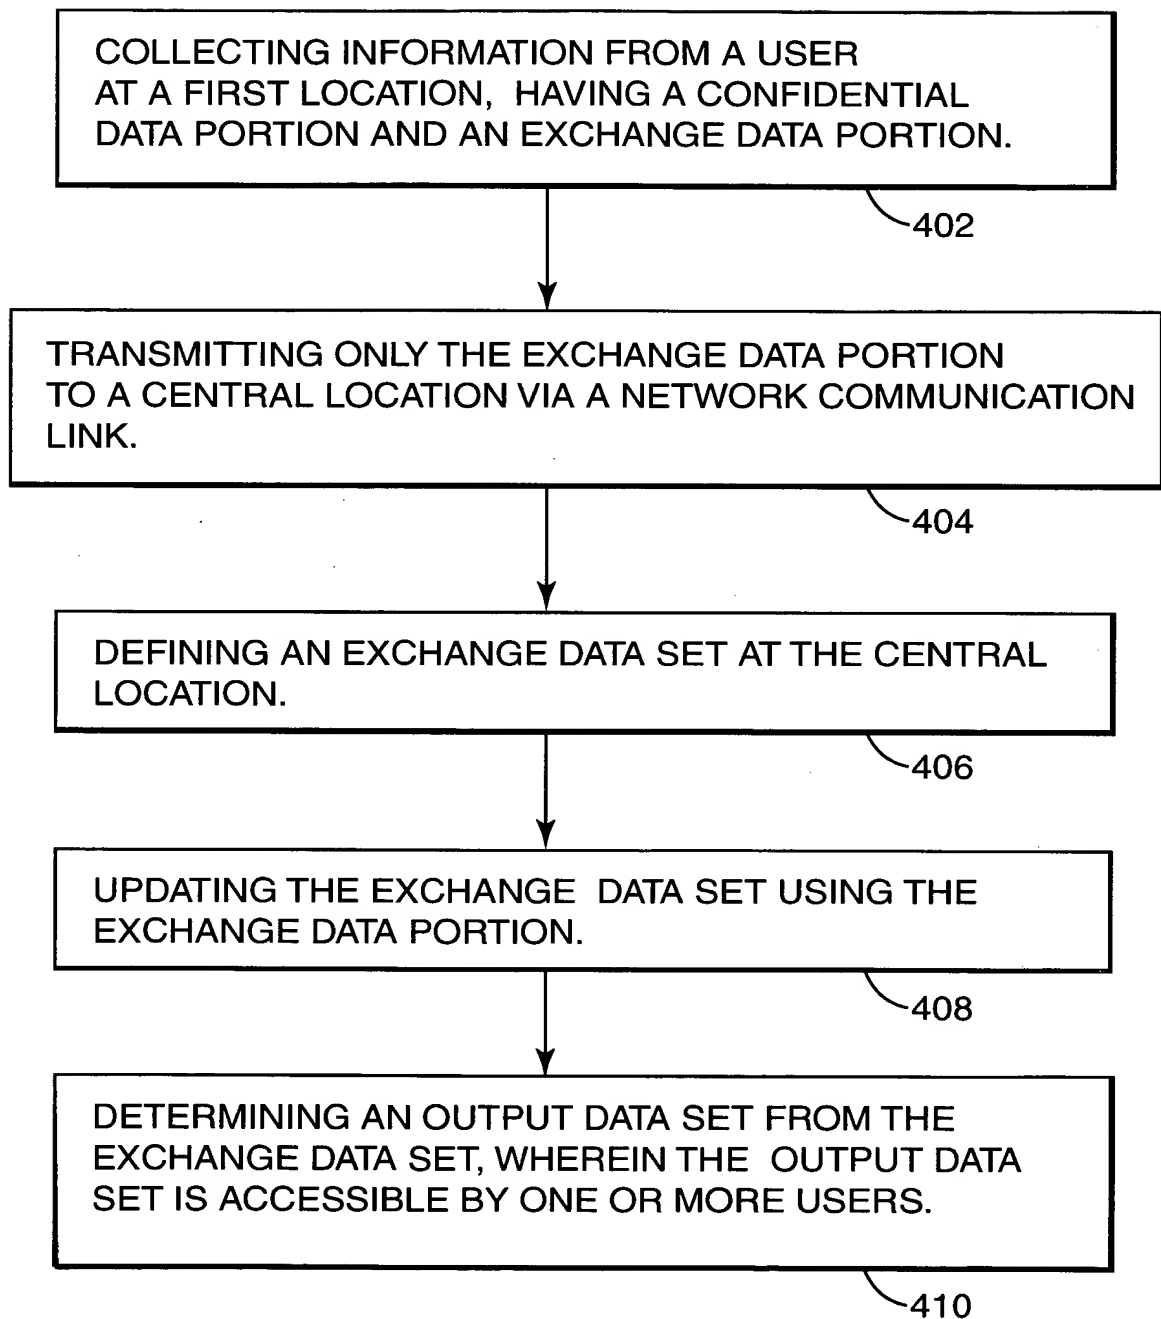 COLLECTING INFORMATION FROM A USER
AT A FIRST LOCATION, HAVING A CONFIDENTIAL
DATA PORTION AND AN EXCHANGE DATA PORTION.
402
TRANSMITTING ONLY THE EXCHANGE DATA PORTION
TO A CENTRAL LOCATION VIA A NETWORK COMMUNICATION
LINK.
404
DEFINING AN EXCHANGE DATA SET AT THE CENTRAL
LOCATION.
406
UPDATING THE EXCHANGE DATA SET USING THE
EXCHANGE DATA PORTION.
408
DETERMINING AN OUTPUT DATA SET FROM THE
EXCHANGE DATA SET, WHEREIN THE OUTPUT DATA
SET IS ACCESSIBLE BY ONE OR MORE USERS.
410